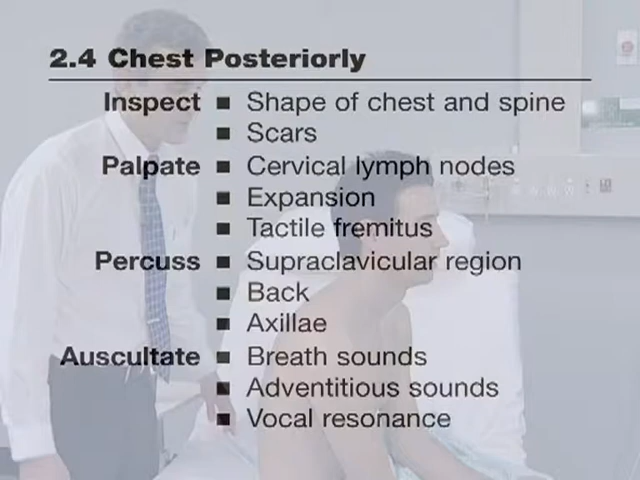 2.4 Chest Posteriorly
Inspect ■ Shape of chest and spine
■ Scars
Palpate ■ Cervical lymph nodes
■ Expansion
■ Tactile fremitus
Percuss ■ Supraclavicular region
■ Back
■ Axillae
Auscultate ■ Breath sounds
■ Adventitious sounds
■ Vocal resonance